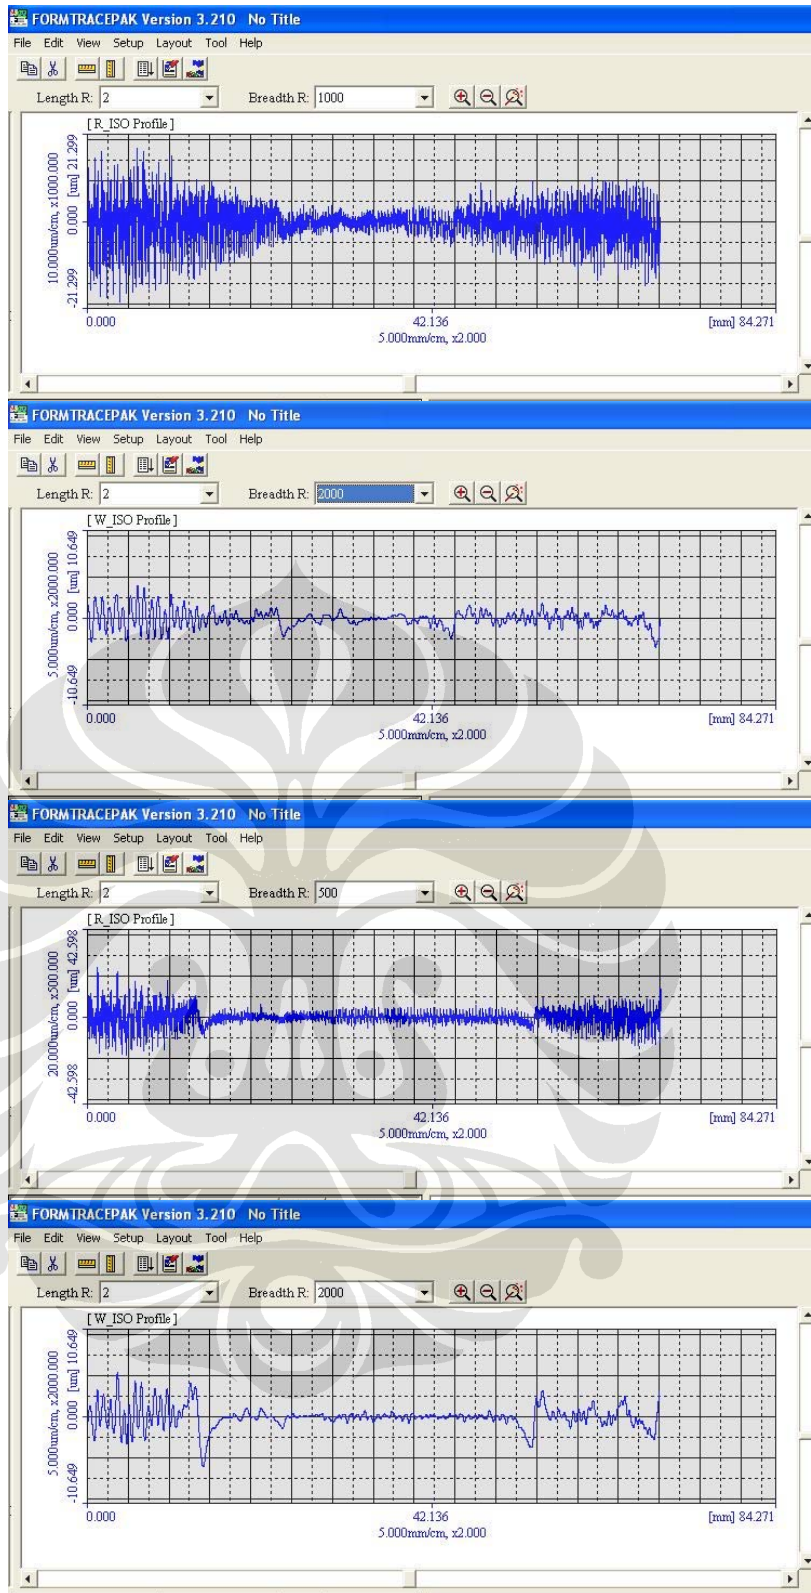 FORMTRACEPAK Version 3.210 No Title
File Edit View Setup Layout Tool Help
Length R: 2 Breadth R: 1000
[ R_ISO Profile ]
10.000um/cm, x1000.000
-21.299 0.000 [um] 21.299
0.000 42.136 [mm] 84.271
5.000mm/cm, x2.000
FORMTRACEPAK Version 3.210 No Title
File Edit View Setup Layout Tool Help
Length R: 2 Breadth R: 2000
[ W_ISO Profile ]
5.000um/cm, x2000.000
-10.649 0.000 [um] 10.649
0.000 42.136 [mm] 84.271
5.000mm/cm, x2.000
FORMTRACEPAK Version 3.210 No Title
File Edit View Setup Layout Tool Help
Length R: 2 Breadth R: 500
[ R_ISO Profile ]
20.000um/cm, x500.000
-42.598 0.000 [um] 42.598
0.000 42.136 [mm] 84.271
5.000mm/cm, x2.000
FORMTRACEPAK Version 3.210 No Title
File Edit View Setup Layout Tool Help
Length R: 2 Breadth R: 2000
[ W_ISO Profile ]
5.000um/cm, x2000.000
-10.649 0.000 [um] 10.649
0.000 42.136 [mm] 84.271
5.000mm/cm, x2.000